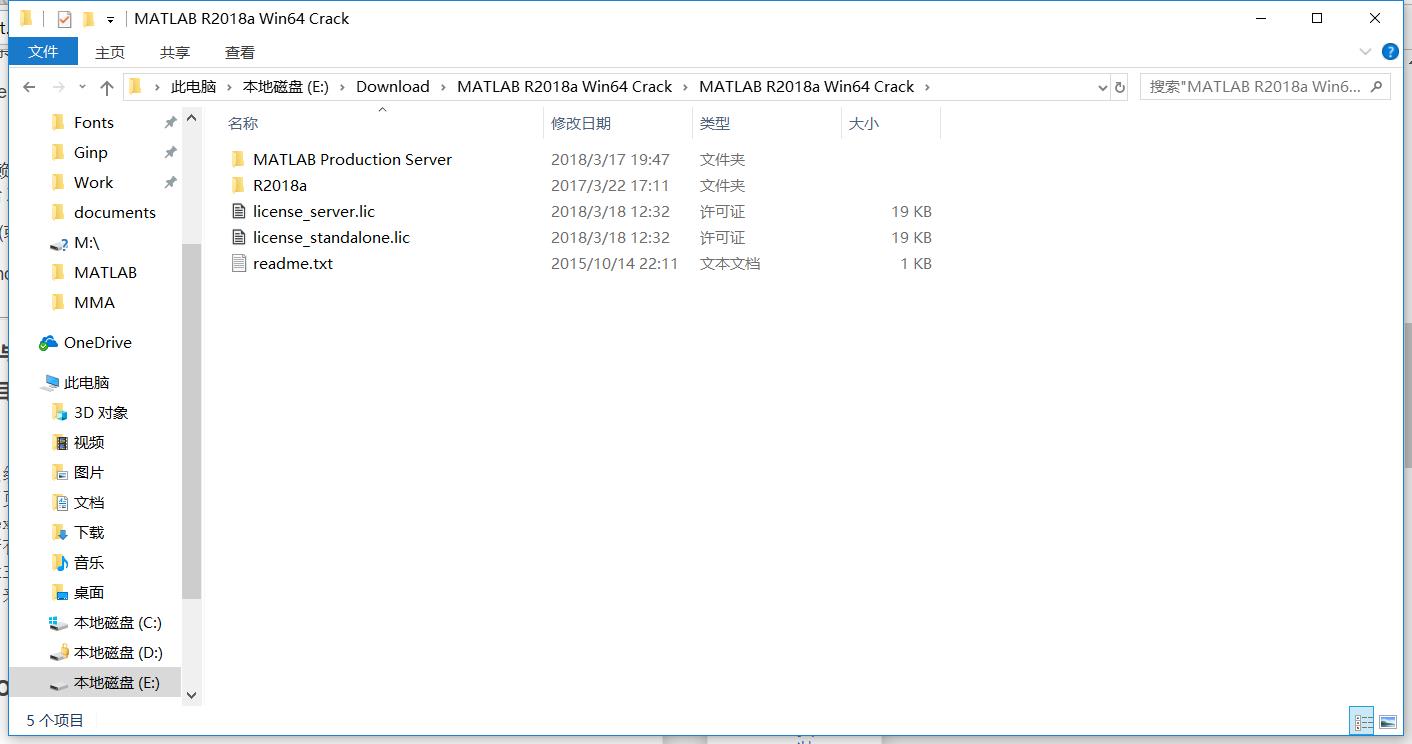 MATLAB R2018a Win64 Crack
文件 主页 共享 查看
此电脑 本地磁盘 (E:) Download MATLAB R2018a Win64 Crack MATLAB R2018a Win64 Crack
搜索"MATLAB R2018a Win6...
Fonts
Ginp
Work
documents
M:\
MATLAB
MMA
OneDrive
此电脑
3D 对象
视频
图片
文档
下载
音乐
桌面
本地磁盘 (C:)
本地磁盘 (D:)
本地磁盘 (E:)
名称 修改日期 类型 大小
MATLAB Production Server 2018/3/17 19:47 文件夹
R2018a 2017/3/22 17:11 文件夹
license_server.lic 2018/3/18 12:32 许可证 19 KB
license_standalone.lic 2018/3/18 12:32 许可证 19 KB
readme.txt 2015/10/14 22:11 文本文档 1 KB
5 个项目